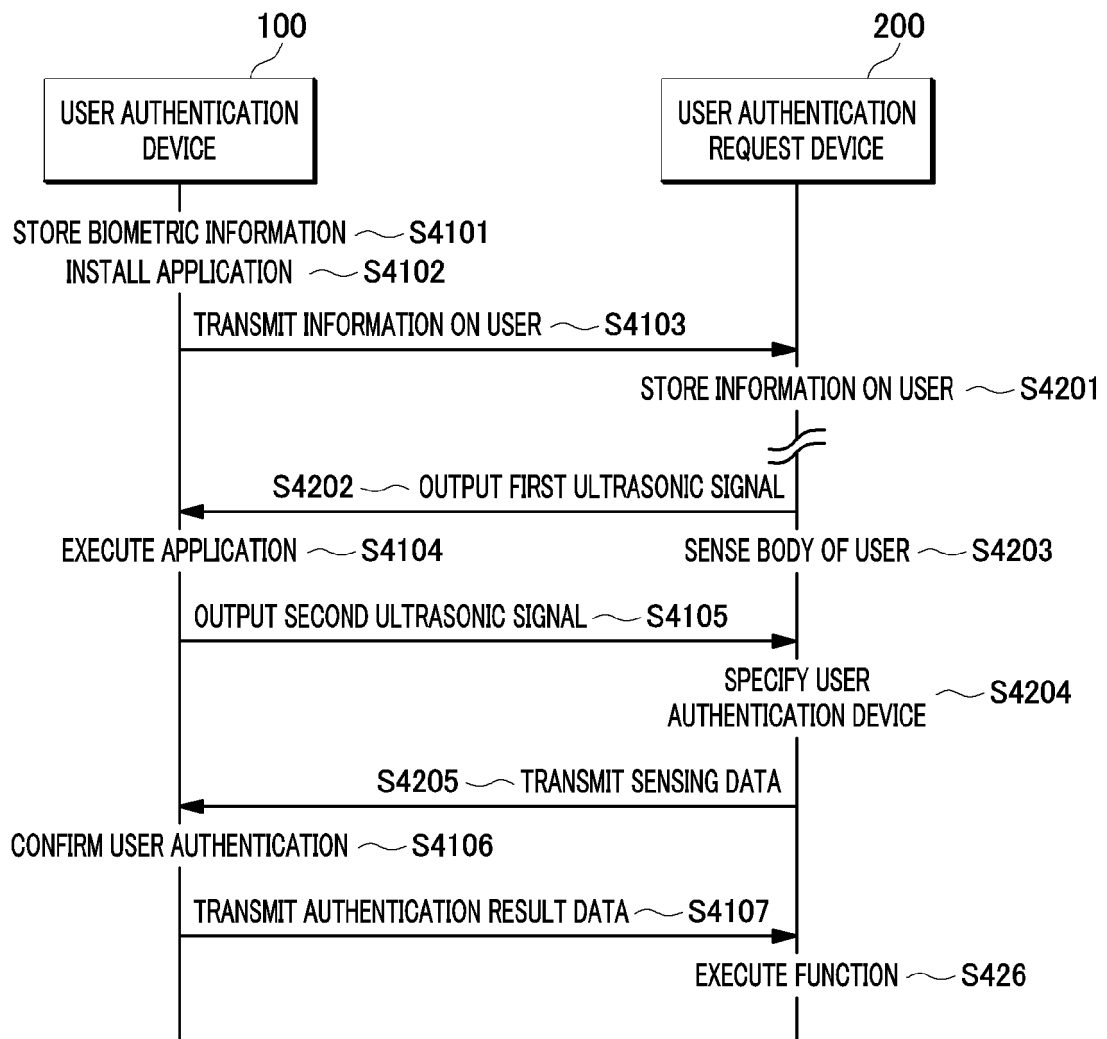 100
200
USER AUTHENTICATION
DEVICE
USER AUTHENTICATION
REQUEST DEVICE
STORE BIOMETRIC INFORMATION S4101
INSTALL APPLICATION S4102
TRANSMIT INFORMATION ON USER S4103
STORE INFORMATION ON USER S4201
S4202 OUTPUT FIRST ULTRASONIC SIGNAL
EXECUTE APPLICATION S4104
SENSE BODY OF USER S4203
OUTPUT SECOND ULTRASONIC SIGNAL S4105
SPECIFY USER
AUTHENTICATION DEVICE S4204
S4205 TRANSMIT SENSING DATA
CONFIRM USER AUTHENTICATION S4106
TRANSMIT AUTHENTICATION RESULT DATA S4107
EXECUTE FUNCTION S426